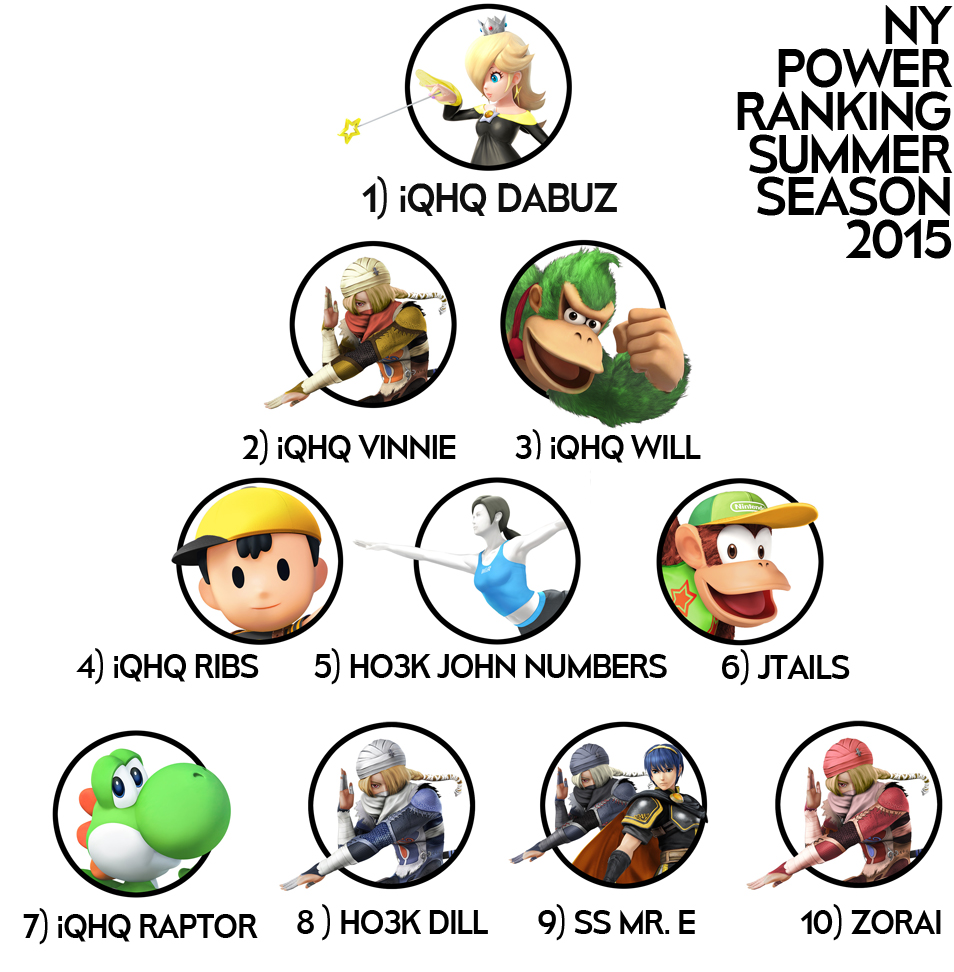 NY
POWER
RANKING
SUMMER
SEASON
2015
1) iQHQ DABUZ
2) iQHQ VINNIE
3) iQHQ WILL
Nintendo
4) iQHQ RIBS
5) HO3K JOHN NUMBERS
6) JTAILS
7) iQHQ RAPTOR
8 ) HO3K DILL
9) SS MR. E
10) ZORAI